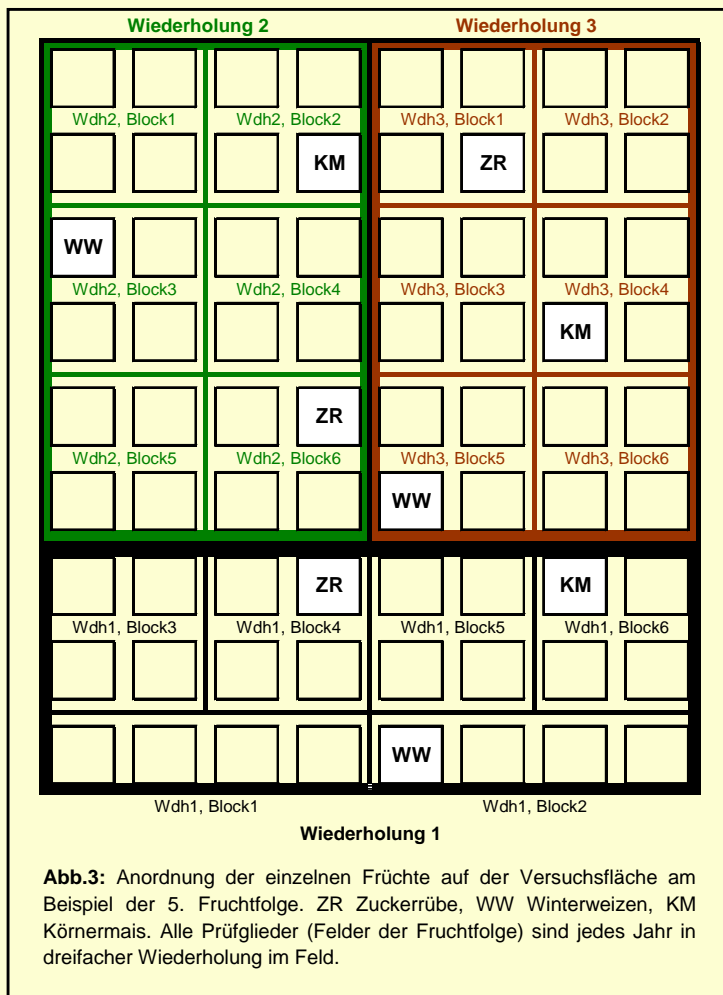 Wiederholung 2 Wiederholung 3
Wdh2, Block1 Wdh2, Block2 Wdh3, Block1 Wdh3, Block2
KM ZR
WW
Wdh2, Block3 Wdh2, Block4 Wdh3, Block3 Wdh3, Block4
KM
ZR
Wdh2, Block5 Wdh2, Block6 Wdh3, Block5 Wdh3, Block6
WW
ZR KM
Wdh1, Block3 Wdh1, Block4 Wdh1, Block5 Wdh1, Block6
WW
Wdh1, Block1 Wdh1, Block2
Wiederholung 1
Abb.3: Anordnung der einzelnen Früchte auf der Versuchsfläche am
Beispiel der 5. Fruchtfolge. ZR Zuckerrübe, WW Winterweizen, KM
Körnermais. Alle Prüfglieder (Felder der Fruchtfolge) sind jedes Jahr in
dreifacher Wiederholung im Feld.